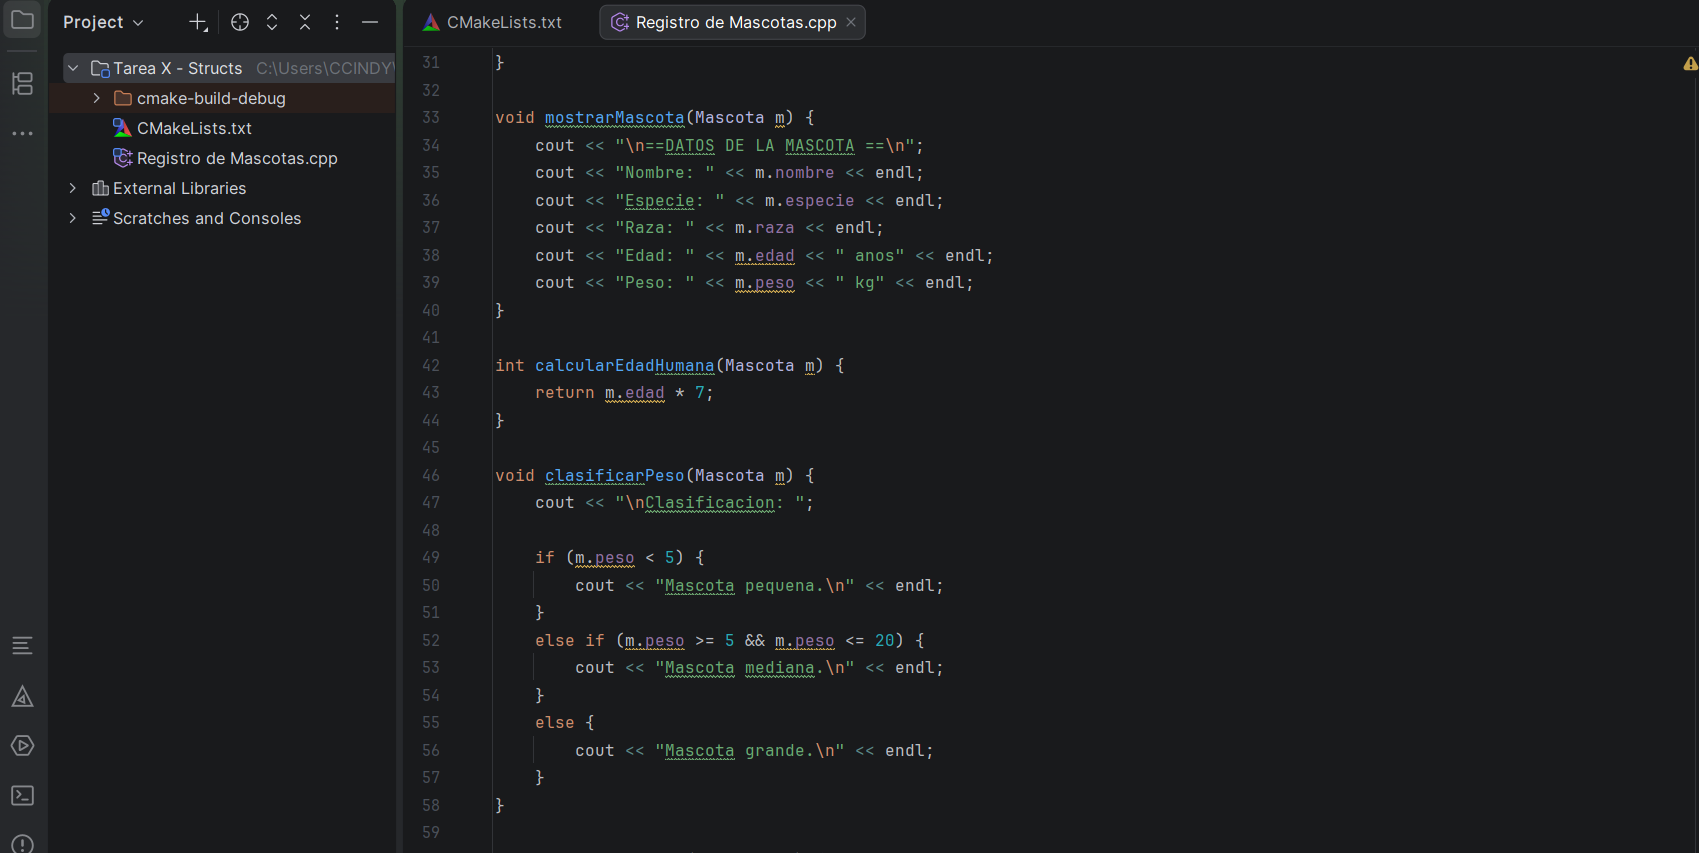 Project
CMakeLists.txt
Registro de Mascotas.cpp
Tarea X - Structs C:\Users\CCINDY\
cmake-build-debug
CMakeLists.txt
Registro de Mascotas.cpp
External Libraries
Scratches and Consoles
31 }
32
33 void mostrarMascota(Mascota m) {
34     cout << "\n==DATOS DE LA MASCOTA ==\n";
35     cout << "Nombre: " << m.nombre << endl;
36     cout << "Especie: " << m.especie << endl;
37     cout << "Raza: " << m.raza << endl;
38     cout << "Edad: " << m.edad << " anos" << endl;
39     cout << "Peso: " << m.peso << " kg" << endl;
40 }
41
42 int calcularEdadHumana(Mascota m) {
43     return m.edad * 7;
44 }
45
46 void clasificarPeso(Mascota m) {
47     cout << "\nClasificacion: ";
48
49     if (m.peso < 5) {
50         cout << "Mascota pequena.\n" << endl;
51     }
52     else if (m.peso >= 5 && m.peso <= 20) {
53         cout << "Mascota mediana.\n" << endl;
54     }
55     else {
56         cout << "Mascota grande.\n" << endl;
57     }
58 }
59